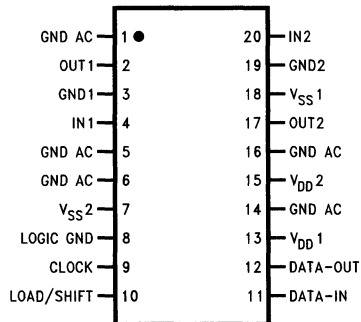 GND AC 1 20 IN2
OUT1 2 19 GND2
GND1 3 18 VSS1
IN1 4 17 OUT2
GND AC 5 16 GND AC
GND AC 6 15 VDD2
VSS2 7 14 GND AC
LOGIC GND 8 13 VDD1
CLOCK 9 12 DATA-OUT
LOAD/SHIFT 10 11 DATA-IN